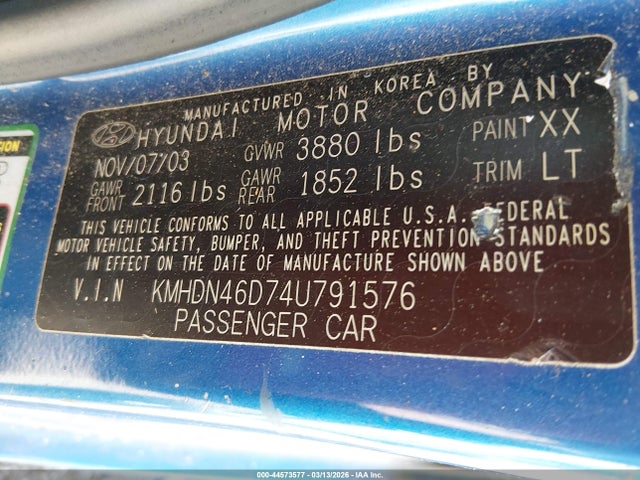 MANUFACTURED IN KOREA BY
HYUNDAI MOTOR COMPANY
NOV/07/03 GVWR 3880 lbs PAINT XX
GAWR FRONT 2116 lbs GAWR REAR 1852 lbs TRIM LT
THIS VEHICLE CONFORMS TO ALL APPLICABLE U.S.A. FEDERAL
MOTOR VEHICLE SAFETY, BUMPER, AND THEFT PREVENTION STANDARDS
IN EFFECT ON THE DATE OF MANUFACTURE SHOWN ABOVE
V.I.N KMHDN46D74U791576
PASSENGER CAR
000-44573577 - 03/13/2026 - IAA Inc.